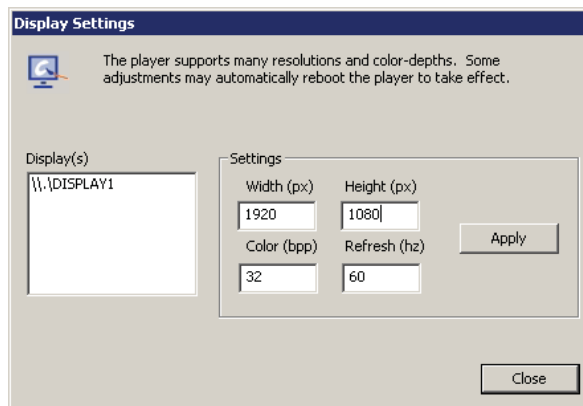 Display Settings
The player supports many resolutions and color-depths.  Some
adjustments may automatically reboot the player to take effect.
Display(s)
\\.\DISPLAY1
Settings
Width (px)
Height (px)
1920
1080
Color (bpp)
Refresh (hz)
32
60
Apply
Close